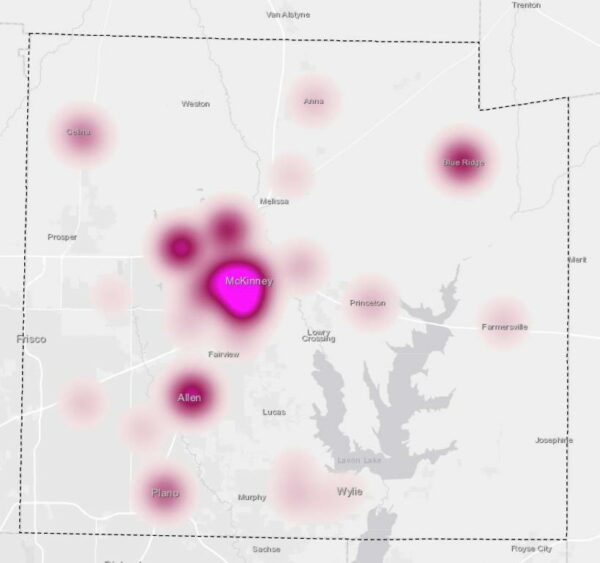 Van Alstyne
Trenton
Weston
Anna
Celina
Blue Ridge
Melissa
Prosper
Merit
McKinney
Princeton
Farmersville
Lowry
Crossing
Frisco
Fairview
Allen
Lucas
Josephine
Lavon Lake
Plano
Murphy
Wylie
Sachse
Royse City